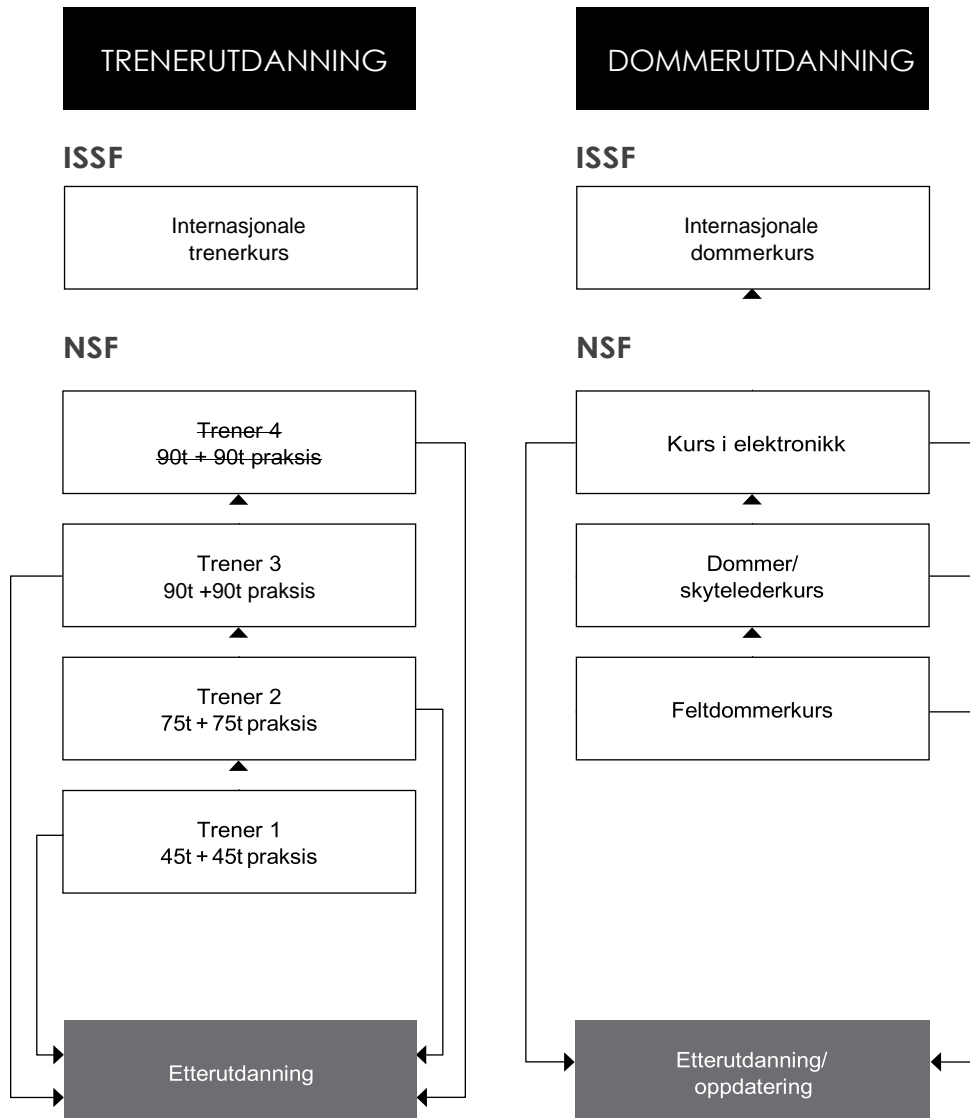 TRENERUTDANNING
ISSF
Internasjonale
trenerkurs
NSF
Trener 4
90t + 90t praksis
Trener 3
90t +90t praksis
Trener 2
75t + 75t praksis
Trener 1
45t + 45t praksis
Etterutdanning
DOMMERUTDANNING
ISSF
Internasjonale
dommerkurs
NSF
Kurs i elektronikk
Dommer/
skytelederkurs
Feltdommerkurs
Etterutdanning/
oppdatering